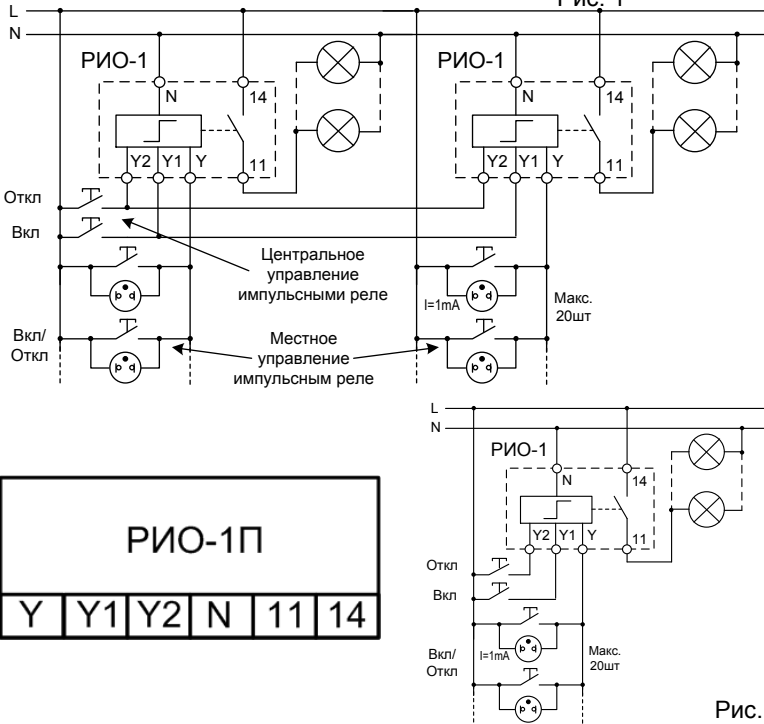 Рис. 1
L
N
РИО-1
РИО-1
N
14
N
14
Y2 Y1 Y
11
Y2 Y1 Y
11
Откл
Вкл
Центральное
управление
импульсными реле
I=1mA
Макс.
20шт
Вкл/
Откл
Местное
управление
импульсным реле
L
N
РИО-1
N
14
Y2 Y1 Y
11
Откл
Вкл
I=1mA
Вкл/
Откл
Макс.
20шт
РИО-1П
Y Y1 Y2 N 11 14
Рис.